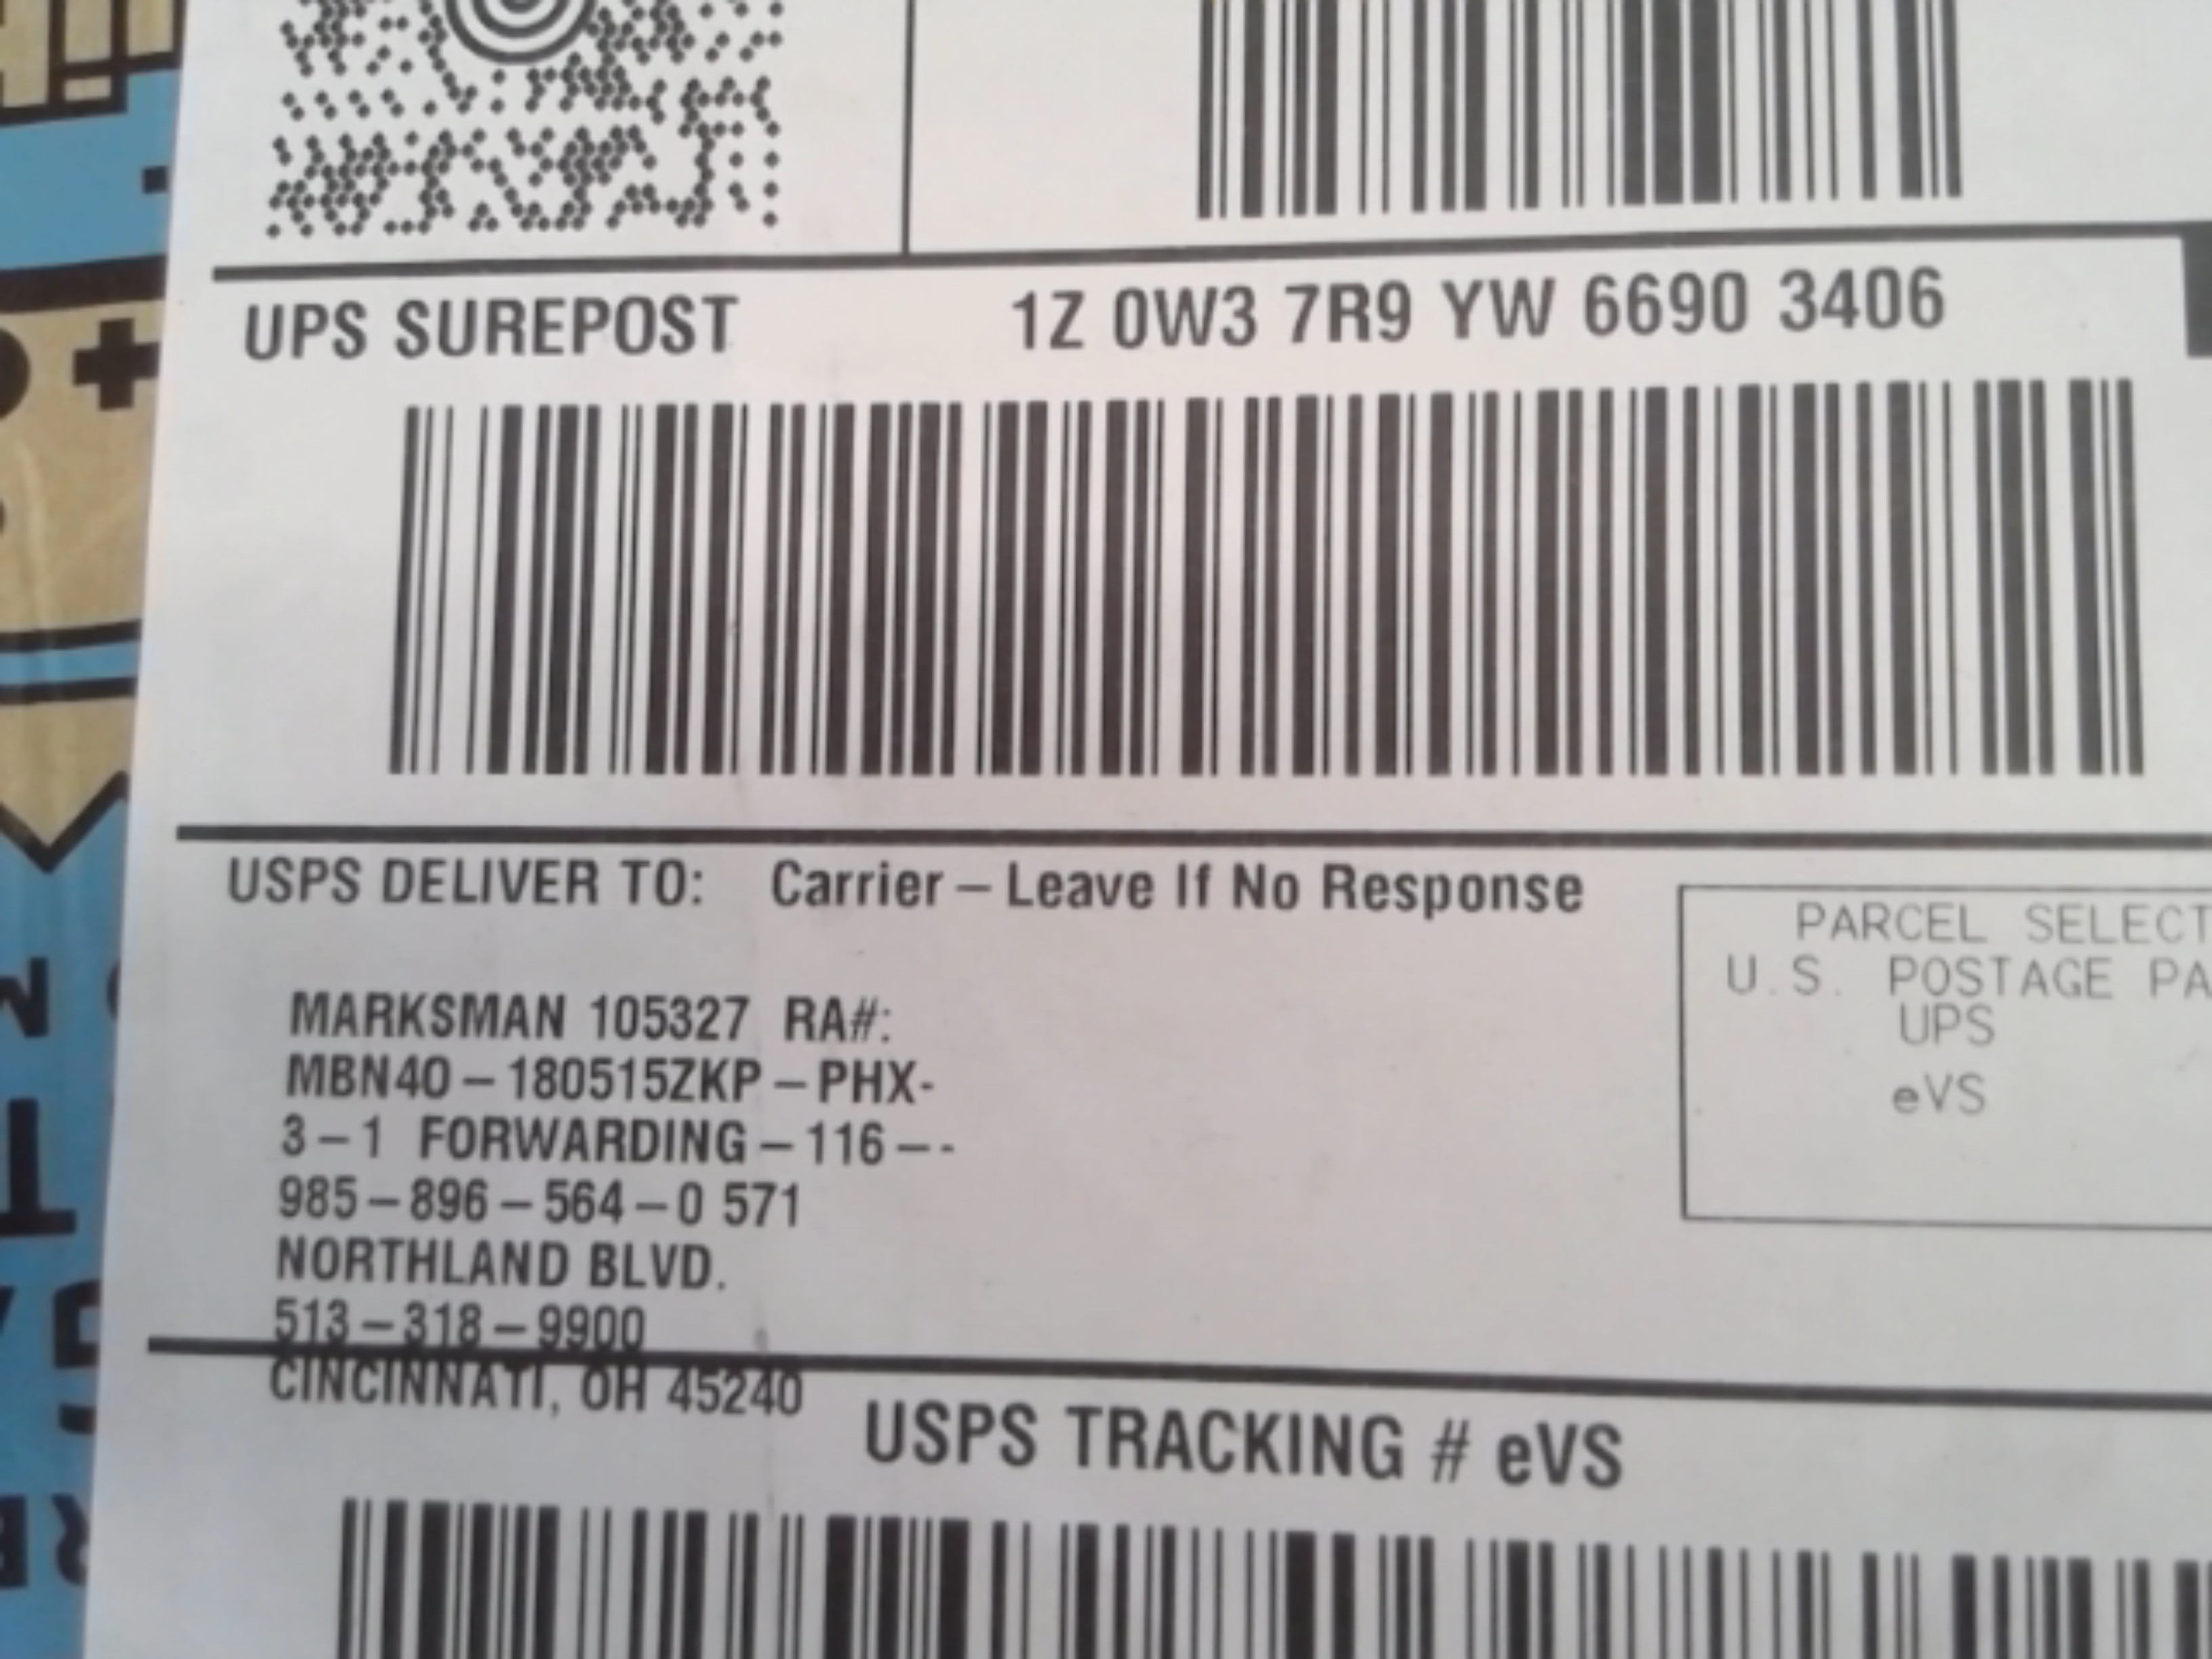 UPS SUREPOST 1Z 0W3 7R9 YW 6690 3406
USPS DELIVER TO: Carrier – Leave If No Response
PARCEL SELECT
U.S. POSTAGE PA
UPS
eVS
MARKSMAN 105327 RA#:
MBN40 – 180515ZKP – PHX-
3 – 1 FORWARDING – 116 – -
985 – 896 – 564 – 0 571
NORTHLAND BLVD.
513 – 318 – 9900
CINCINNATI, OH 45240
USPS TRACKING # eVS